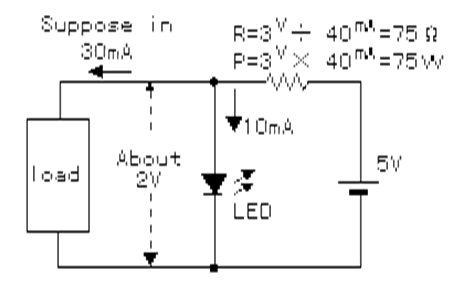 Suppose in
30mA
R=3V÷ 40mA=75Ω
P=3V× 40mA=75W
10mA
load
About
2V
LED
5V